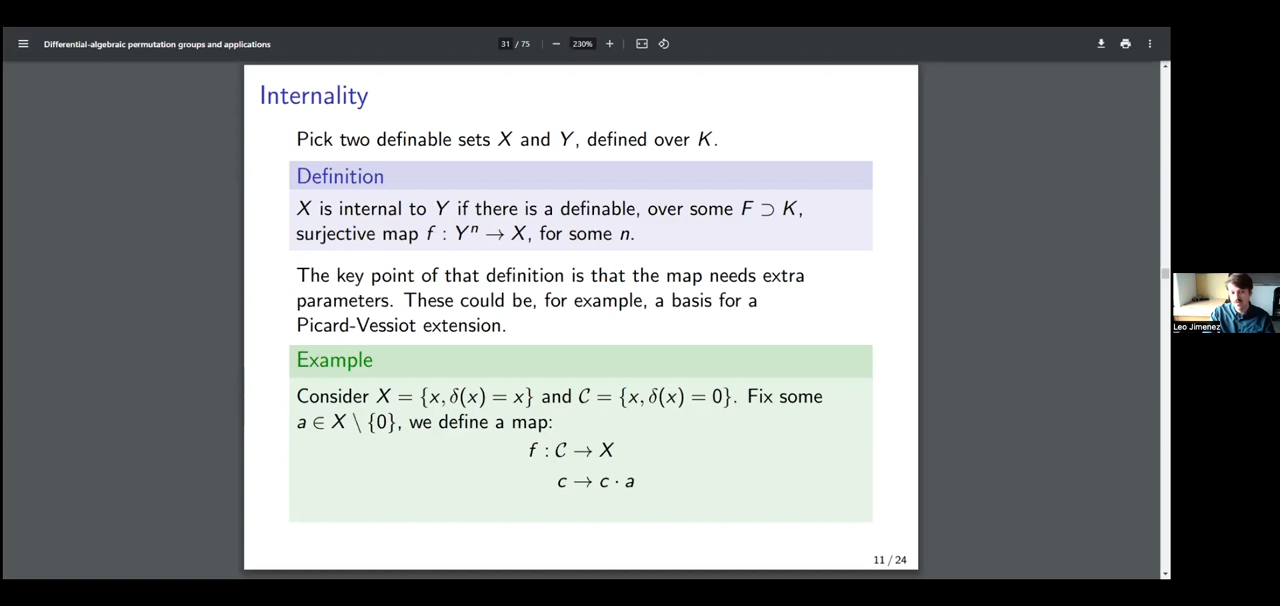 Differential-algebraic permutation groups and applications
31 / 75
230%
Internality
Pick two definable sets X and Y, defined over K.
Definition
X is internal to Y if there is a definable, over some F ⊃ K,
surjective map f : Yⁿ → X, for some n.
The key point of that definition is that the map needs extra
parameters. These could be, for example, a basis for a
Picard-Vessiot extension.
Example
Consider X = {x, δ(x) = x} and 𝒞 = {x, δ(x) = 0}. Fix some
a ∈ X \ {0}, we define a map:
f : 𝒞 → X
c → c · a
11 / 24
Leo Jimenez